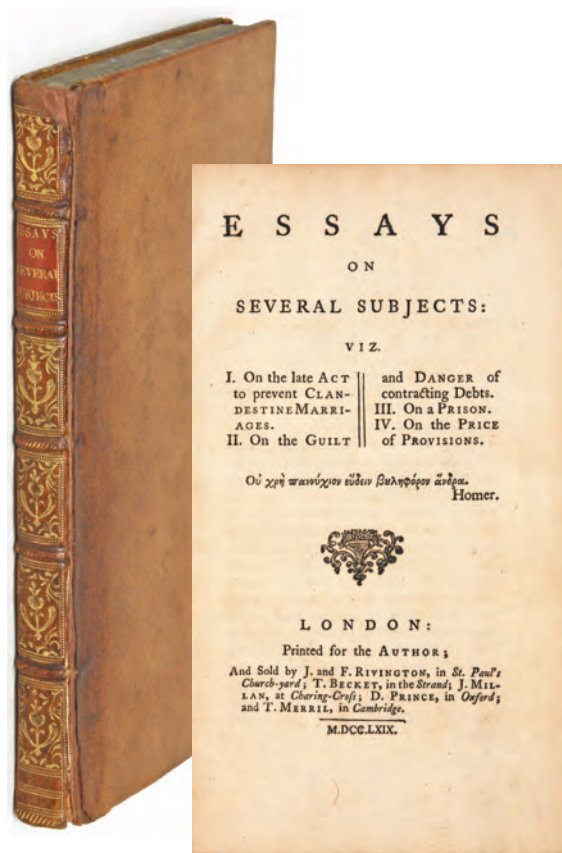 ESSAYS
ON
SEVERAL
SUBJECTS
ESSAYS
ON
SEVERAL SUBJECTS:
VIZ.
I. On the late ACT
to prevent CLAN-
DESTINE MARRI-
AGES.
II. On the GUILT
and DANGER of
contracting Debts.
III. On a PRISON.
IV. On the PRICE
of PROVISIONS.
Οὐ χρὴ ϖαννύχιον εὕδειν βȣληφόρον ἄνδρα.
Homer.
LONDON:
Printed for the AUTHOR;
And Sold by J. and F. RIVINGTON, in St. Paul's
Church-yard; T. BECKET, in the Strand; J. MIL-
LAN, at Charing-Croſs; D. PRINCE, in Oxford;
and T. MERRIL, in Cambridge.
M.DCC.LXIX.